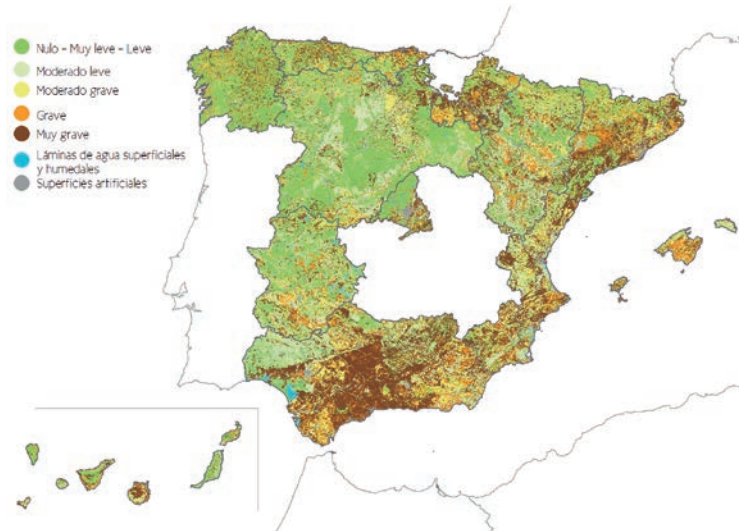 Nulo - Muy leve - Leve
Moderado leve
Moderado grave
Grave
Muy grave
Láminas de agua superficiales
y humedales
Superficies artificiales